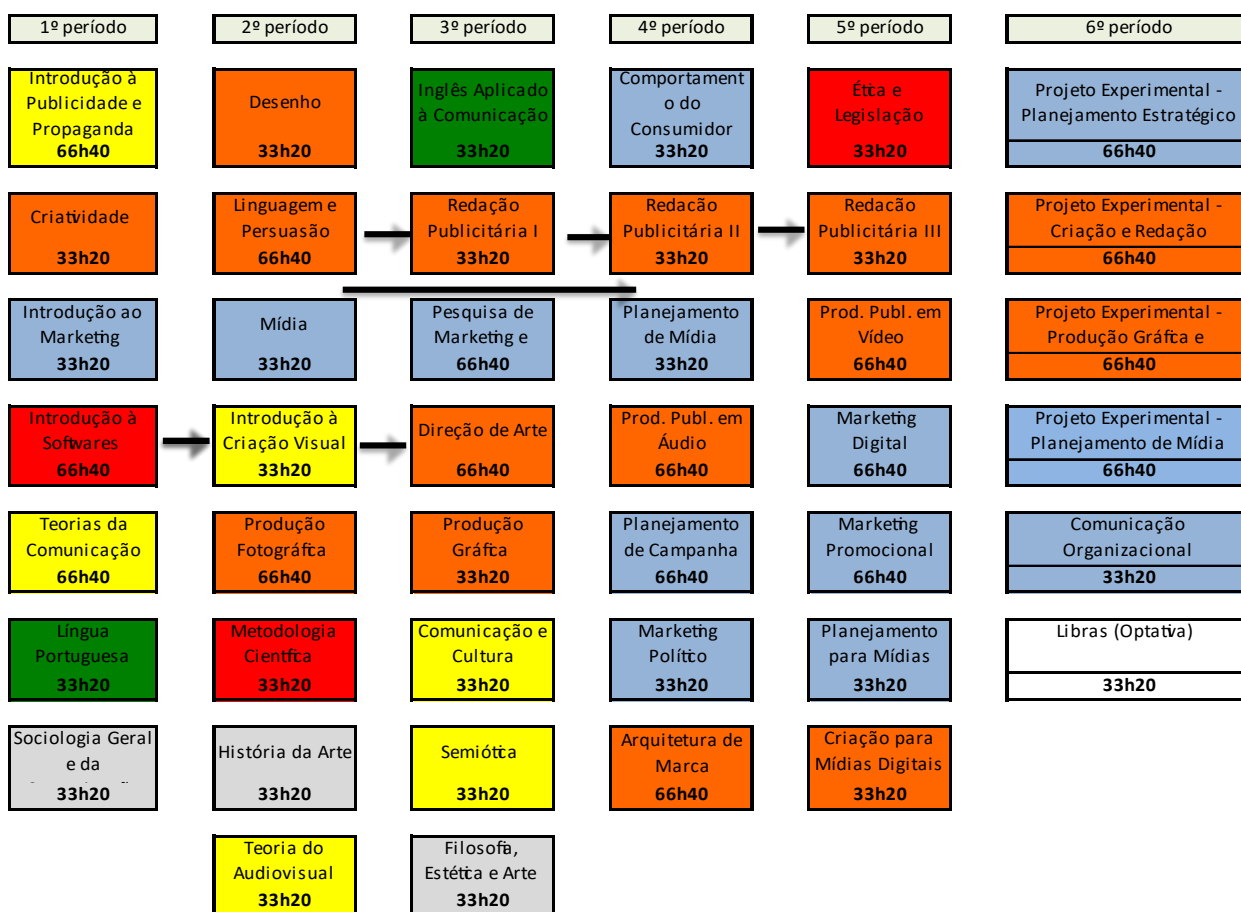 1º período
2º período
3º período
4º período
5º período
6º período
Introdução à
Publicidade e
Propaganda
66h40
Desenho
33h20
Inglês Aplicado
à Comunicação
33h20
Comportament
o do
Consumidor
33h20
Ética e
Legislação
33h20
Projeto Experimental -
Planejamento Estratégico
66h40
Criatividade
33h20
Linguagem e
Persuasão
66h40
Redação
Publicitária I
33h20
Redacão
Publicitária II
33h20
Redacão
Publicitária III
33h20
Projeto Experimental -
Criação e Redação
66h40
Introdução ao
Marketing
33h20
Mídia
33h20
Pesquisa de
Marketing e
66h40
Planejamento
de Mídia
33h20
Prod. Publ. em
Vídeo
66h40
Projeto Experimental -
Produção Gráfica e
66h40
Introdução à
Softwares
66h40
Introdução à
Criação Visual
33h20
Direção de Arte
66h40
Prod. Publ. em
Áudio
66h40
Marketing
Digital
66h40
Projeto Experimental -
Planejamento de Mídia
66h40
Teorias da
Comunicação
66h40
Produção
Fotográfica
66h40
Produção
Gráfica
33h20
Planejamento
de Campanha
66h40
Marketing
Promocional
66h40
Comunicação
Organizacional
33h20
Língua
Portuguesa
33h20
Metodologia
Científica
33h20
Comunicação e
Cultura
33h20
Marketing
Político
33h20
Planejamento
para Mídias
33h20
Libras (Optativa)
33h20
Sociologia Geral
e da
33h20
História da Arte
33h20
Semiótica
33h20
Arquitetura de
Marca
66h40
Criação para
Mídias Digitais
33h20
Teoria do
Audiovisual
33h20
Filosofia,
Estética e Arte
33h20